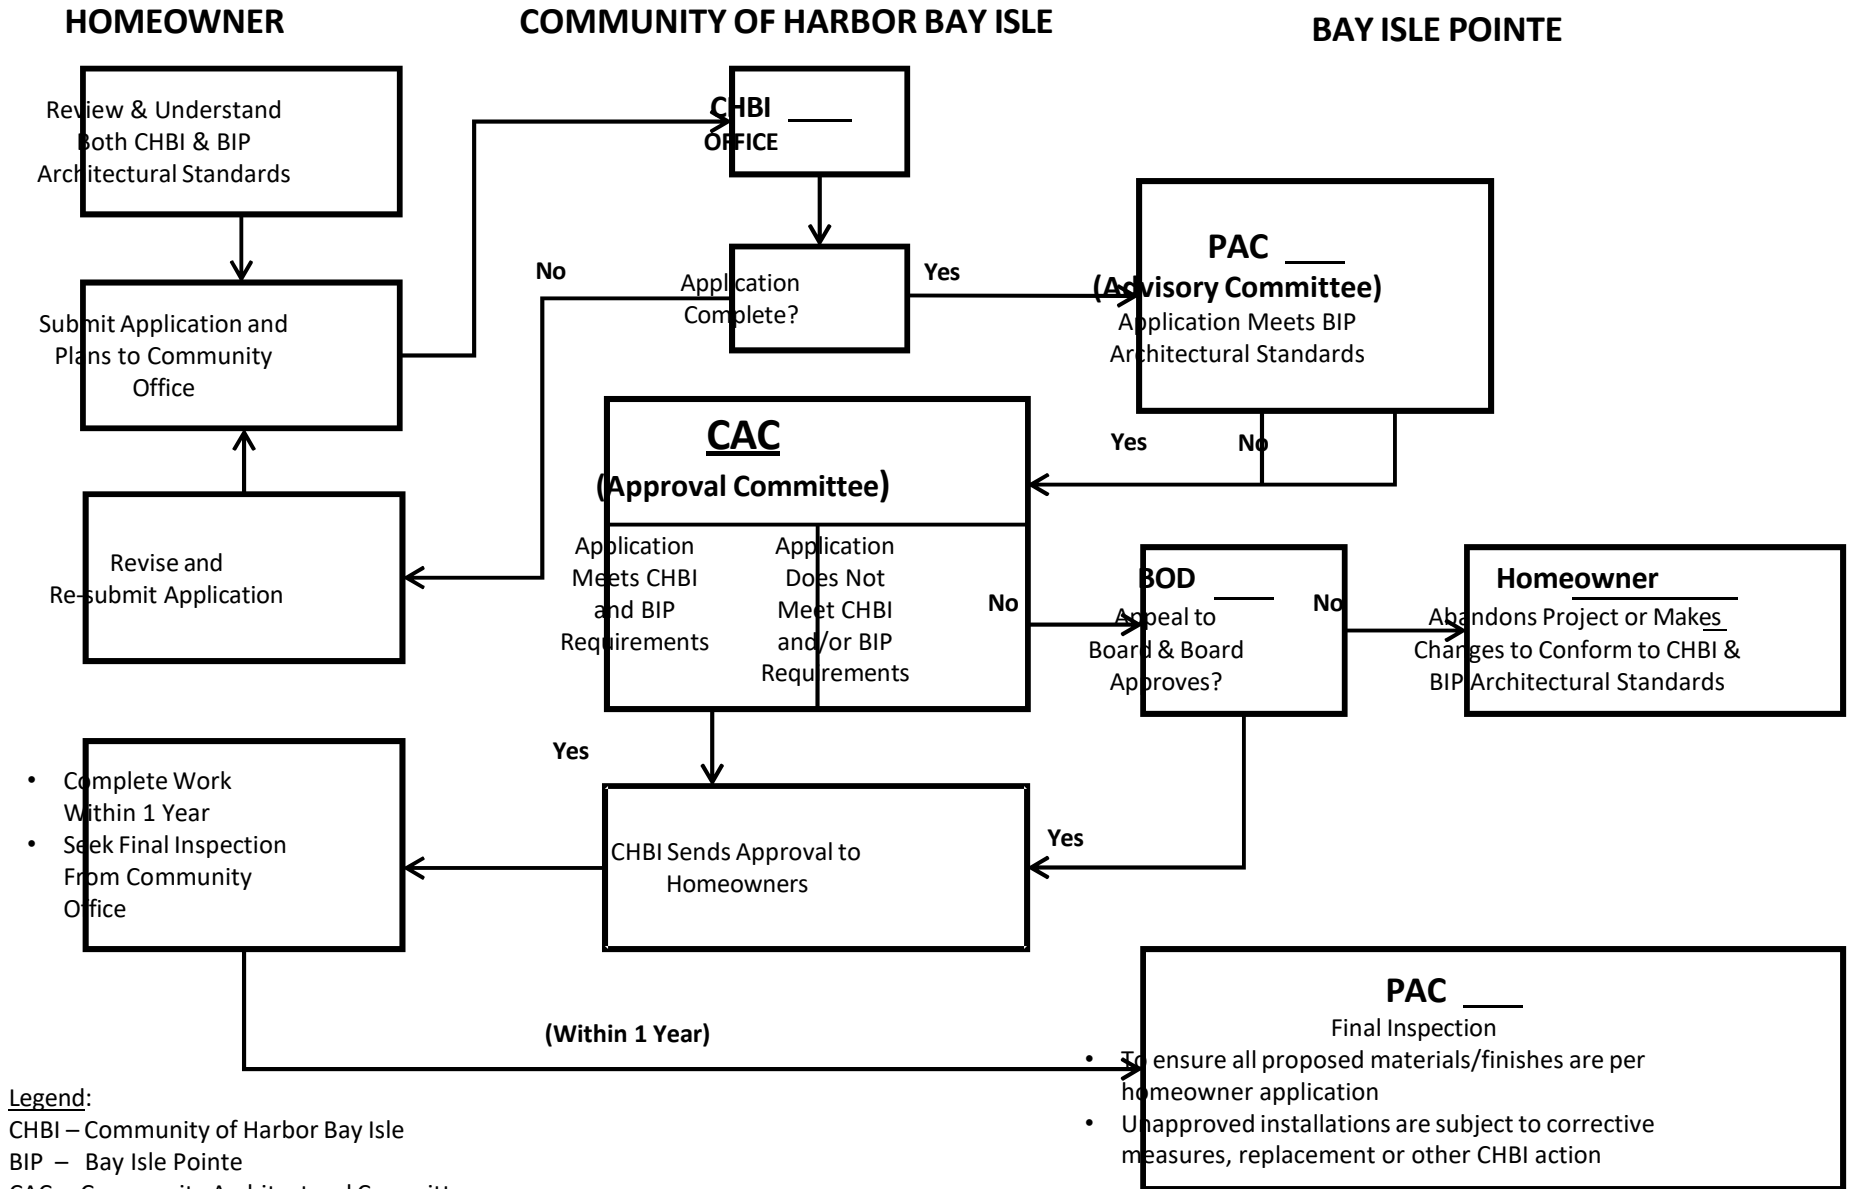 HOMEOWNER
COMMUNITY OF HARBOR BAY ISLE
BAY ISLE POINTE
Review & Understand
Both CHBI & BIP
Architectural Standards
CHBI
OFFICE
Submit Application and
Plans to Community
Office
No
Application
Complete?
Yes
PAC
(Advisory Committee)
Application Meets BIP
Architectural Standards
Yes
No
CAC
(Approval Committee)
Application
Meets CHBI
and BIP
Requirements
Application
Does Not
Meet CHBI
and/or BIP
Requirements
No
Revise and
Re-submit Application
BOD
Appeal to
Board & Board
Approves?
No
Homeowner
Abandons Project or Makes
Changes to Conform to CHBI &
BIP Architectural Standards
Yes
Yes
CHBI Sends Approval to
Homeowners
• Complete Work
Within 1 Year
• Seek Final Inspection
From Community
Office
(Within 1 Year)
PAC
Final Inspection
• To ensure all proposed materials/finishes are per
homeowner application
• Unapproved installations are subject to corrective
measures, replacement or other CHBI action
Legend:
CHBI – Community of Harbor Bay Isle
BIP – Bay Isle Pointe